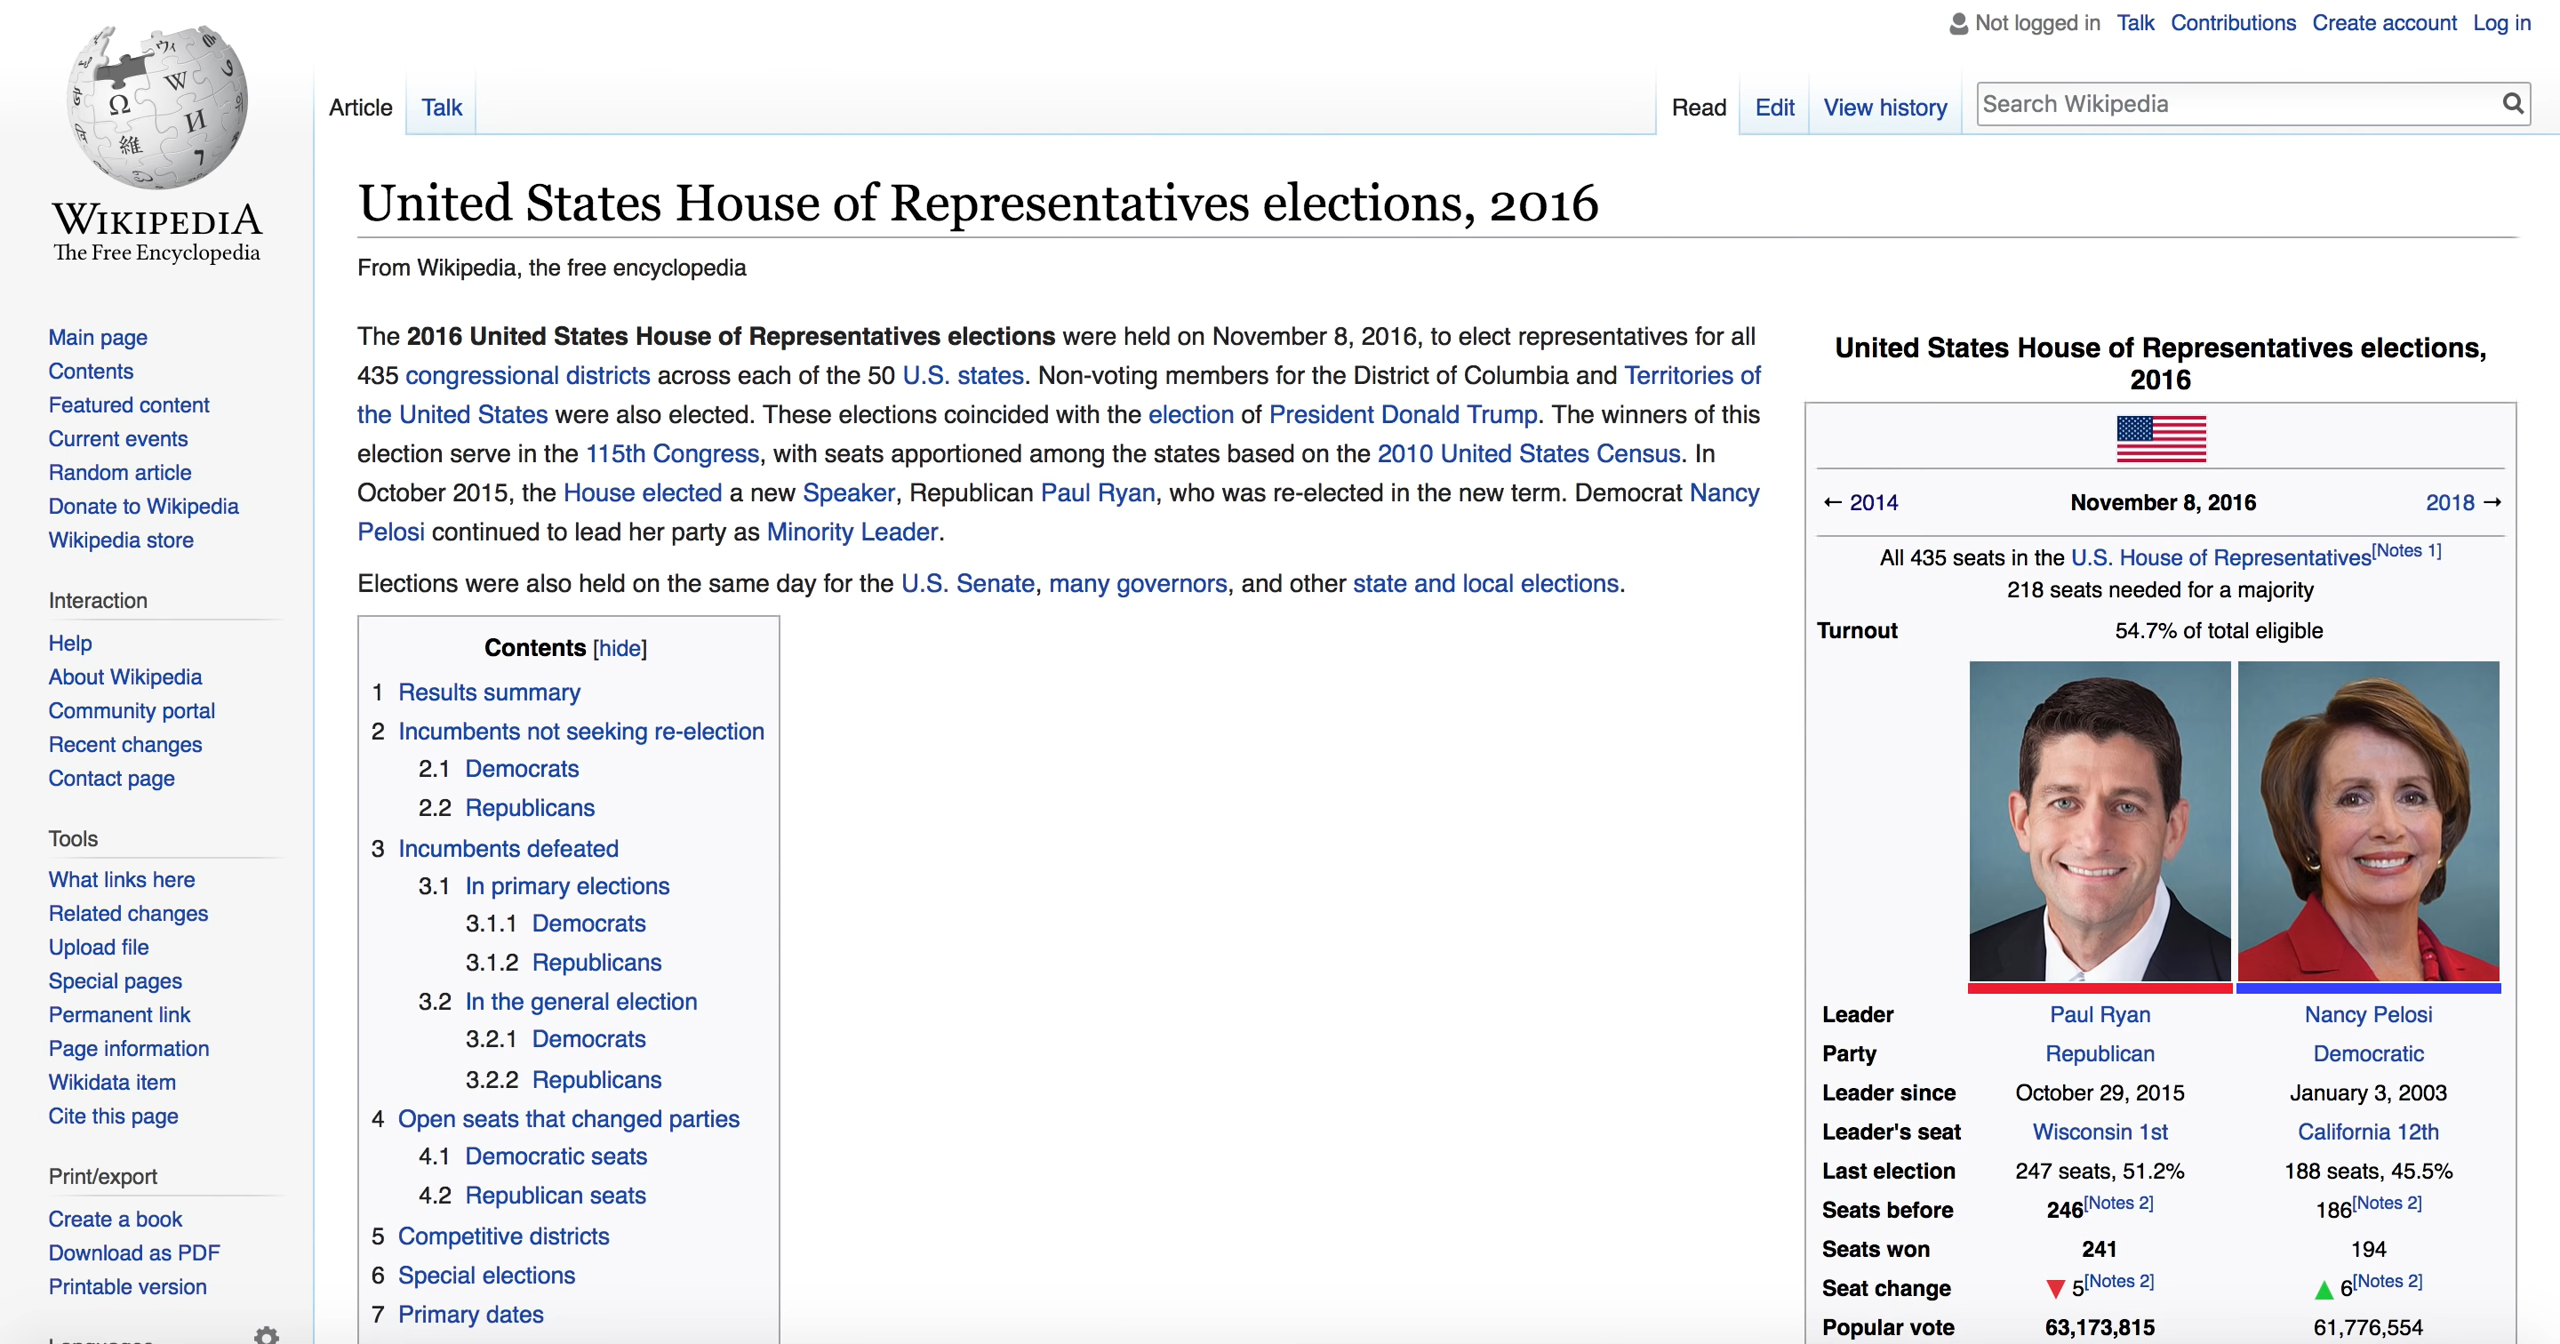 Not logged in Talk Contributions Create account Log in
Article Talk Read Edit View history Search Wikipedia
WIKIPEDIA
The Free Encyclopedia
Main page
Contents
Featured content
Current events
Random article
Donate to Wikipedia
Wikipedia store
Interaction
Help
About Wikipedia
Community portal
Recent changes
Contact page
Tools
What links here
Related changes
Upload file
Special pages
Permanent link
Page information
Wikidata item
Cite this page
Print/export
Create a book
Download as PDF
Printable version
United States House of Representatives elections, 2016
From Wikipedia, the free encyclopedia
The 2016 United States House of Representatives elections were held on November 8, 2016, to elect representatives for all
435 congressional districts across each of the 50 U.S. states. Non-voting members for the District of Columbia and Territories of
the United States were also elected. These elections coincided with the election of President Donald Trump. The winners of this
election serve in the 115th Congress, with seats apportioned among the states based on the 2010 United States Census. In
October 2015, the House elected a new Speaker, Republican Paul Ryan, who was re-elected in the new term. Democrat Nancy
Pelosi continued to lead her party as Minority Leader.
Elections were also held on the same day for the U.S. Senate, many governors, and other state and local elections.
Contents [hide]
1 Results summary
2 Incumbents not seeking re-election
2.1 Democrats
2.2 Republicans
3 Incumbents defeated
3.1 In primary elections
3.1.1 Democrats
3.1.2 Republicans
3.2 In the general election
3.2.1 Democrats
3.2.2 Republicans
4 Open seats that changed parties
4.1 Democratic seats
4.2 Republican seats
5 Competitive districts
6 Special elections
7 Primary dates
United States House of Representatives elections,
2016
← 2014 November 8, 2016 2018 →
All 435 seats in the U.S. House of Representatives[Notes 1]
218 seats needed for a majority
Turnout 54.7% of total eligible
Leader Paul Ryan Nancy Pelosi
Party Republican Democratic
Leader since October 29, 2015 January 3, 2003
Leader's seat Wisconsin 1st California 12th
Last election 247 seats, 51.2% 188 seats, 45.5%
Seats before 246[Notes 2] 186[Notes 2]
Seats won 241 194
Seat change ▼ 5[Notes 2] ▲ 6[Notes 2]
Popular vote 63,173,815 61,776,554